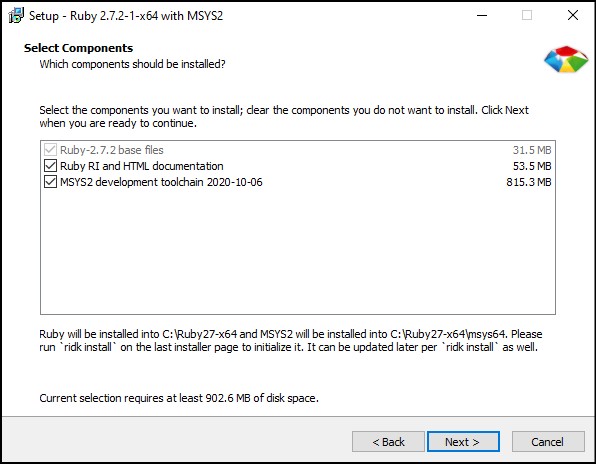 Setup - Ruby 2.7.2-1-x64 with MSYS2
Select Components
Which components should be installed?
Select the components you want to install; clear the components you do not want to install. Click Next
when you are ready to continue.
Ruby-2.7.2 base files 31.5 MB
Ruby RI and HTML documentation 53.5 MB
MSYS2 development toolchain 2020-10-06 815.3 MB
Ruby will be installed into C:\Ruby27-x64 and MSYS2 will be installed into C:\Ruby27-x64\msys64. Please
run `ridk install` on the last installer page to initialize it. It can be updated later per `ridk install` as well.
Current selection requires at least 902.6 MB of disk space.
< Back Next > Cancel